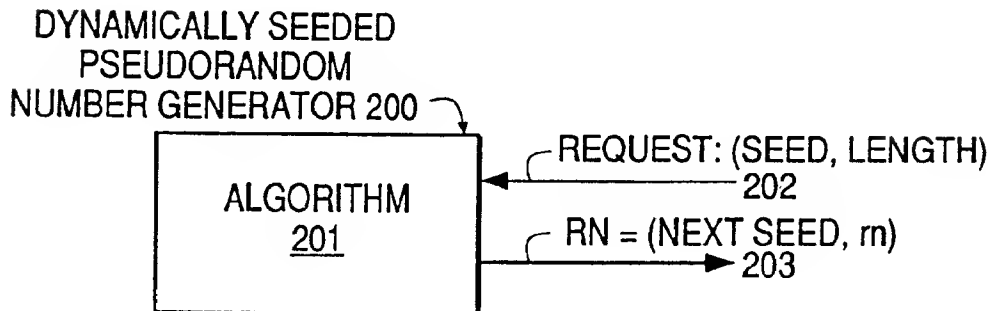 DYNAMICALLY SEEDED
PSEUDORANDOM
NUMBER GENERATOR 200
REQUEST: (SEED, LENGTH)
202
ALGORITHM
201
RN = (NEXT SEED, rn)
203